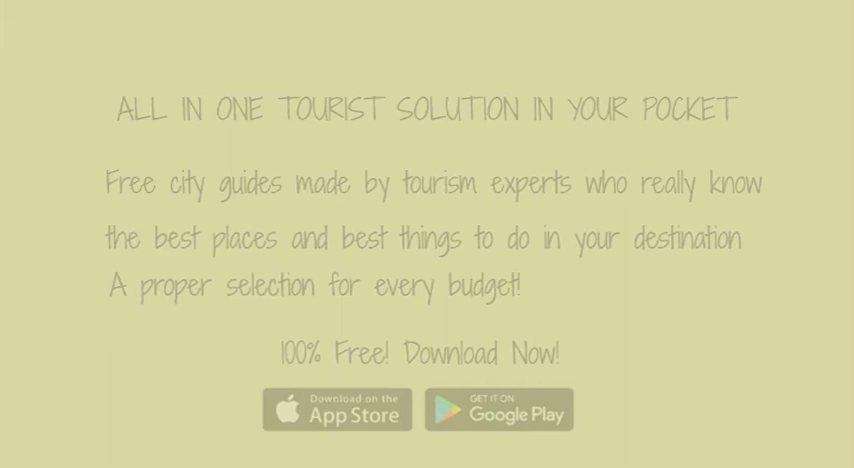 ALL IN ONE TOURIST SOLUTION IN YOUR POCKET
Free city guides made by tourism experts who really know
the best places and best things to do in your destination
A proper selection for every budget!
100% Free! Download Now!
Download on the
App Store
GET IT ON
Google Play